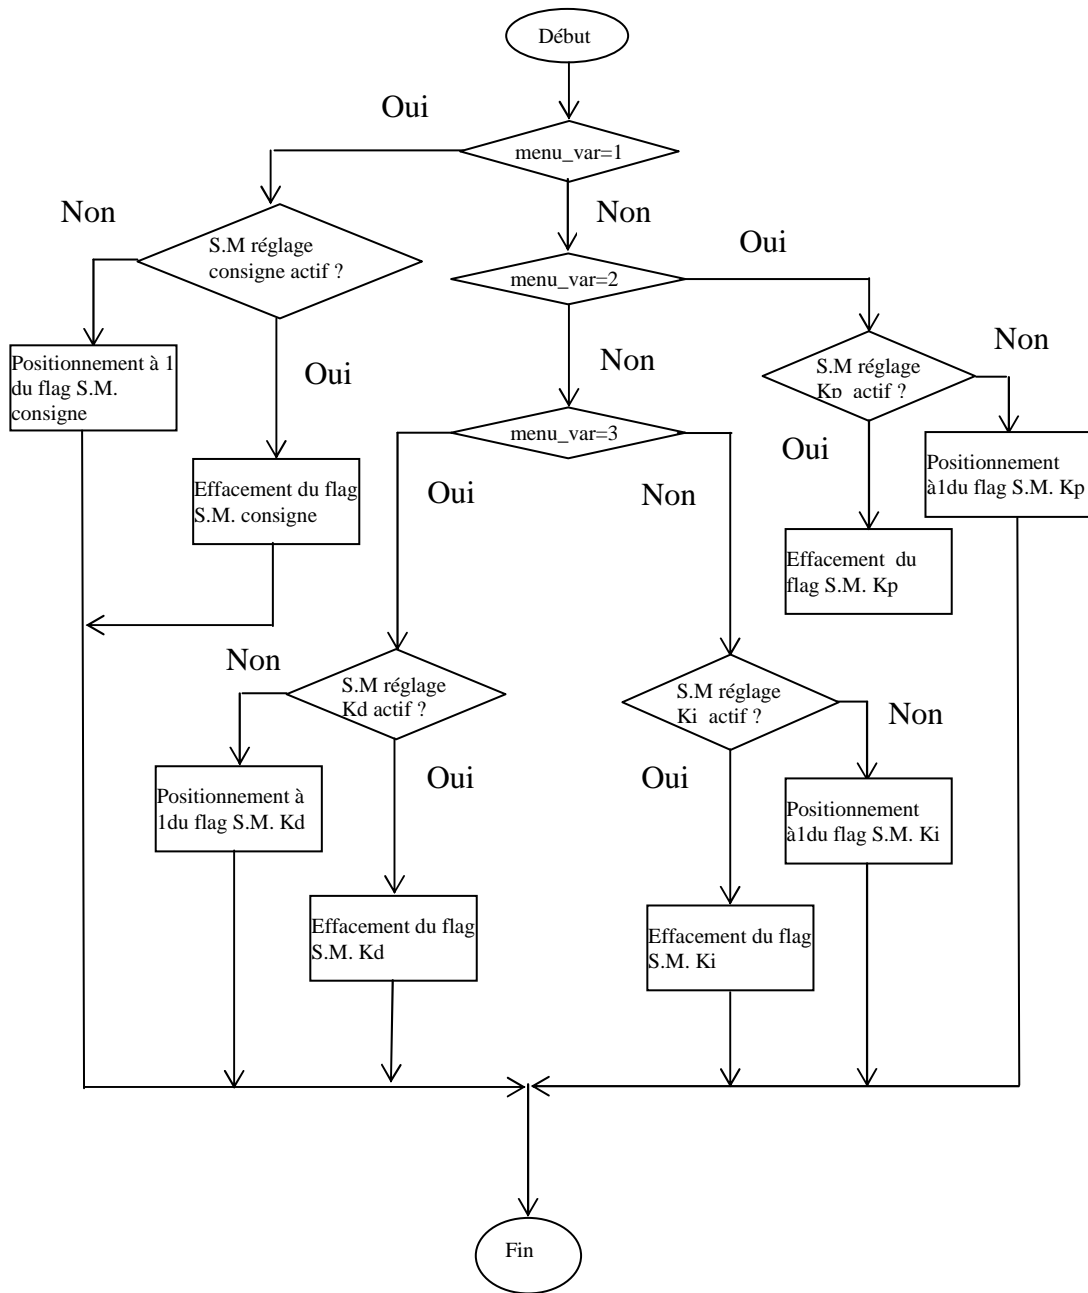 Début
Oui
menu_var=1
Non
Non
Oui
S.M réglage
consigne actif ?
menu_var=2
Positionnement à 1
du flag S.M.
consigne
Oui
Non
S.M réglage
Kp actif ?
Non
menu_var=3
Oui
Positionnement
à1du flag S.M. Kp
Effacement du flag
S.M. consigne
Oui
Non
Effacement du
flag S.M. Kp
Non
S.M réglage
Kd actif ?
S.M réglage
Ki actif ?
Non
Oui
Oui
Positionnement à
1du flag S.M. Kd
Positionnement
à1du flag S.M. Ki
Effacement du flag
S.M. Kd
Effacement du flag
S.M. Ki
Fin